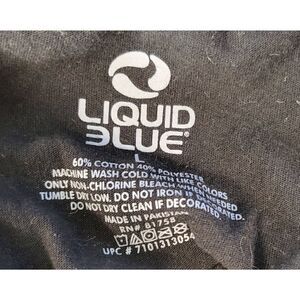 LIQUID
BLUE®
L
60% COTTON 40% POLYESTER
MACHINE WASH COLD WITH LIKE COLORS
ONLY NON-CHLORINE BLEACH WHEN NEEDED
TUMBLE DRY LOW. DO NOT IRON IF DECORATED.
DO NOT DRY CLEAN IF DECORATED.
MADE IN PAKISTAN
RN# 81758
UPC # 7101313054